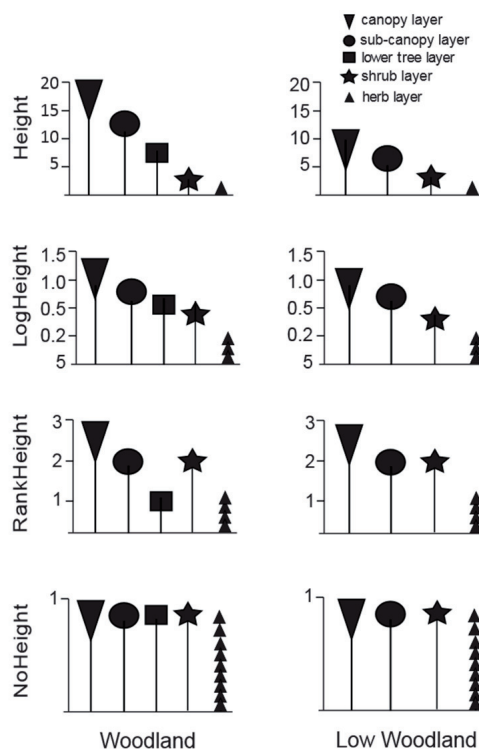 canopy layer
sub-canopy layer
lower tree layer
shrub layer
herb layer
Height
20
15
10
5
20
15
10
5
LogHeight
1.5
1.0
0.5
0.2
5
1.5
1.0
0.5
0.2
5
RankHeight
3
2
1
3
2
1
NoHeight
1
1
Woodland
Low Woodland